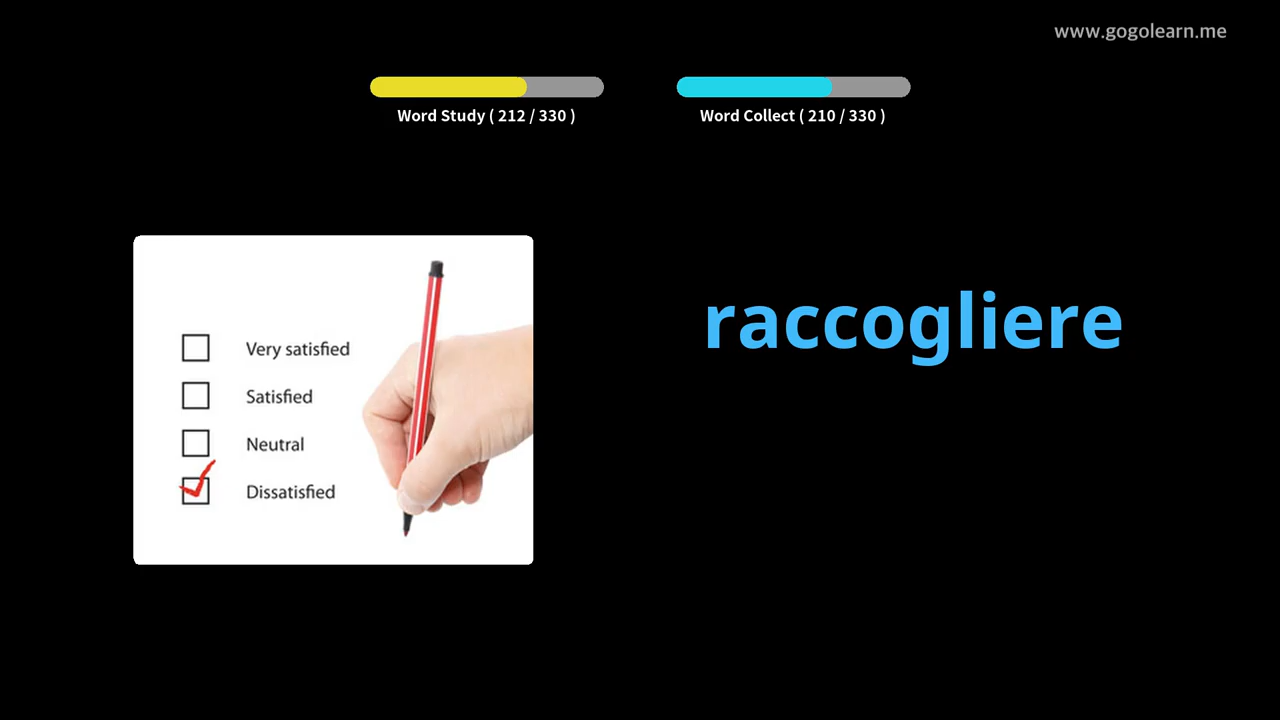 www.gogolearn.me
Word Study ( 212 / 330 )
Word Collect ( 210 / 330 )
raccogliere
Very satisfied
Satisfied
Neutral
Dissatisfied